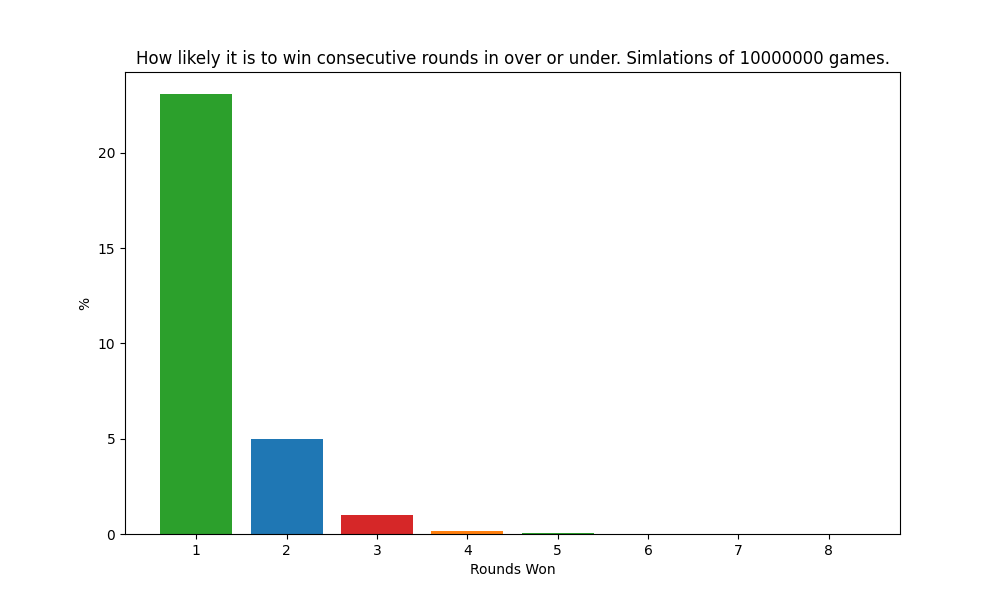 How likely it is to win consecutive rounds in over or under. Simlations of 10000000 games.
20
15
10
5
0
%
1 2 3 4 5 6 7 8
Rounds Won